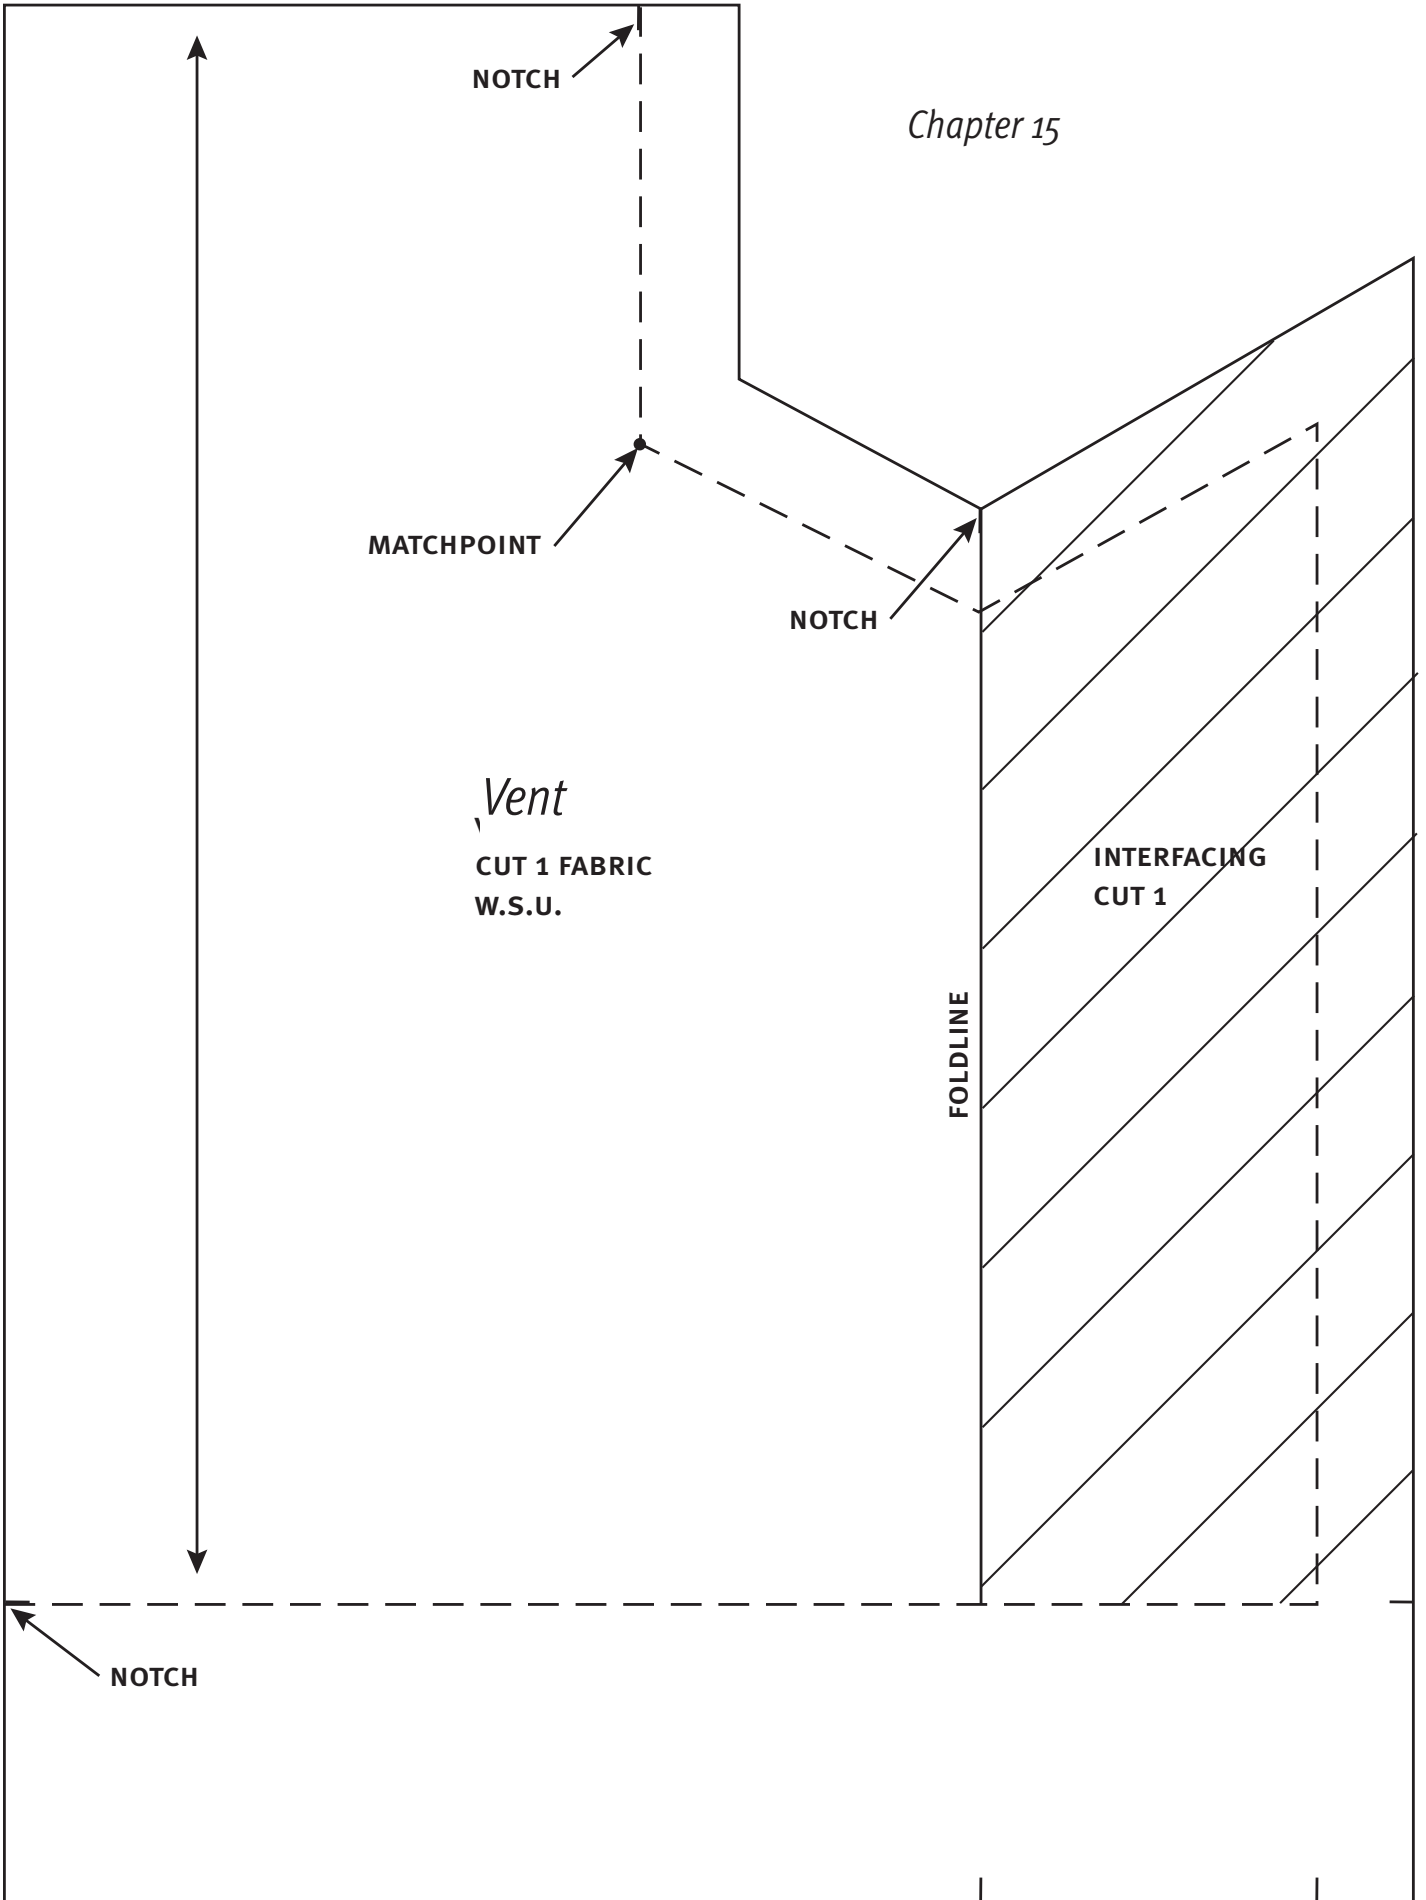 NOTCH
Chapter 15
MATCHPOINT
NOTCH
Vent
CUT 1 FABRIC
W.S.U.
INTERFACING
CUT 1
FOLDLINE
NOTCH